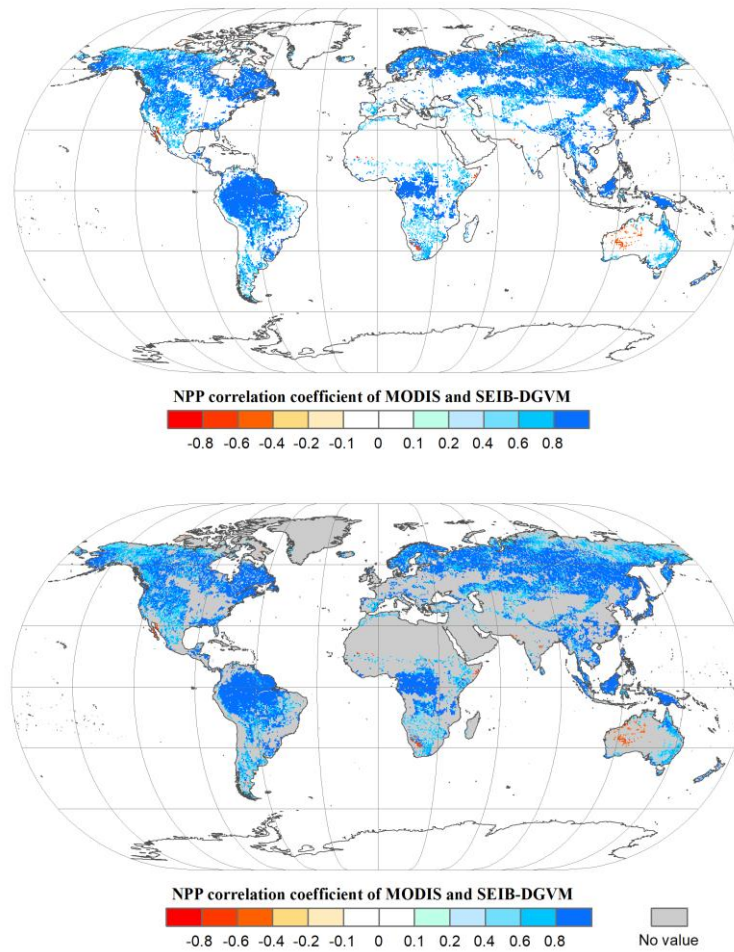 NPP correlation coefficient of MODIS and SEIB-DGVM
-0.8 -0.6 -0.4 -0.2 -0.1 0 0.1 0.2 0.4 0.6 0.8
NPP correlation coefficient of MODIS and SEIB-DGVM
-0.8 -0.6 -0.4 -0.2 -0.1 0 0.1 0.2 0.4 0.6 0.8
No value